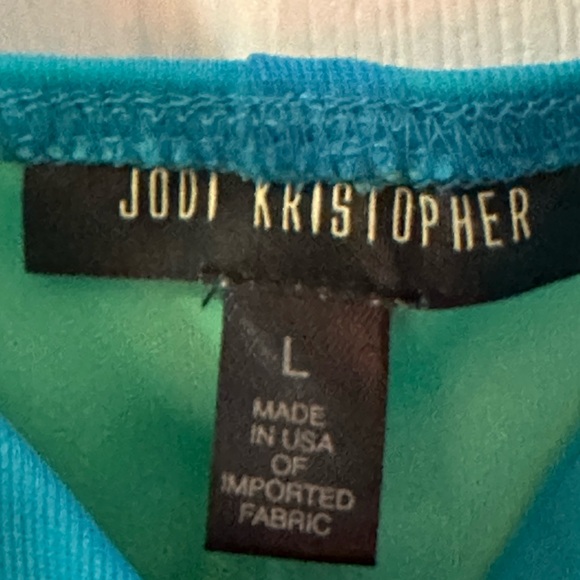 JODI KRISTOPHER
L
MADE
IN USA
OF
IMPORTED
FABRIC